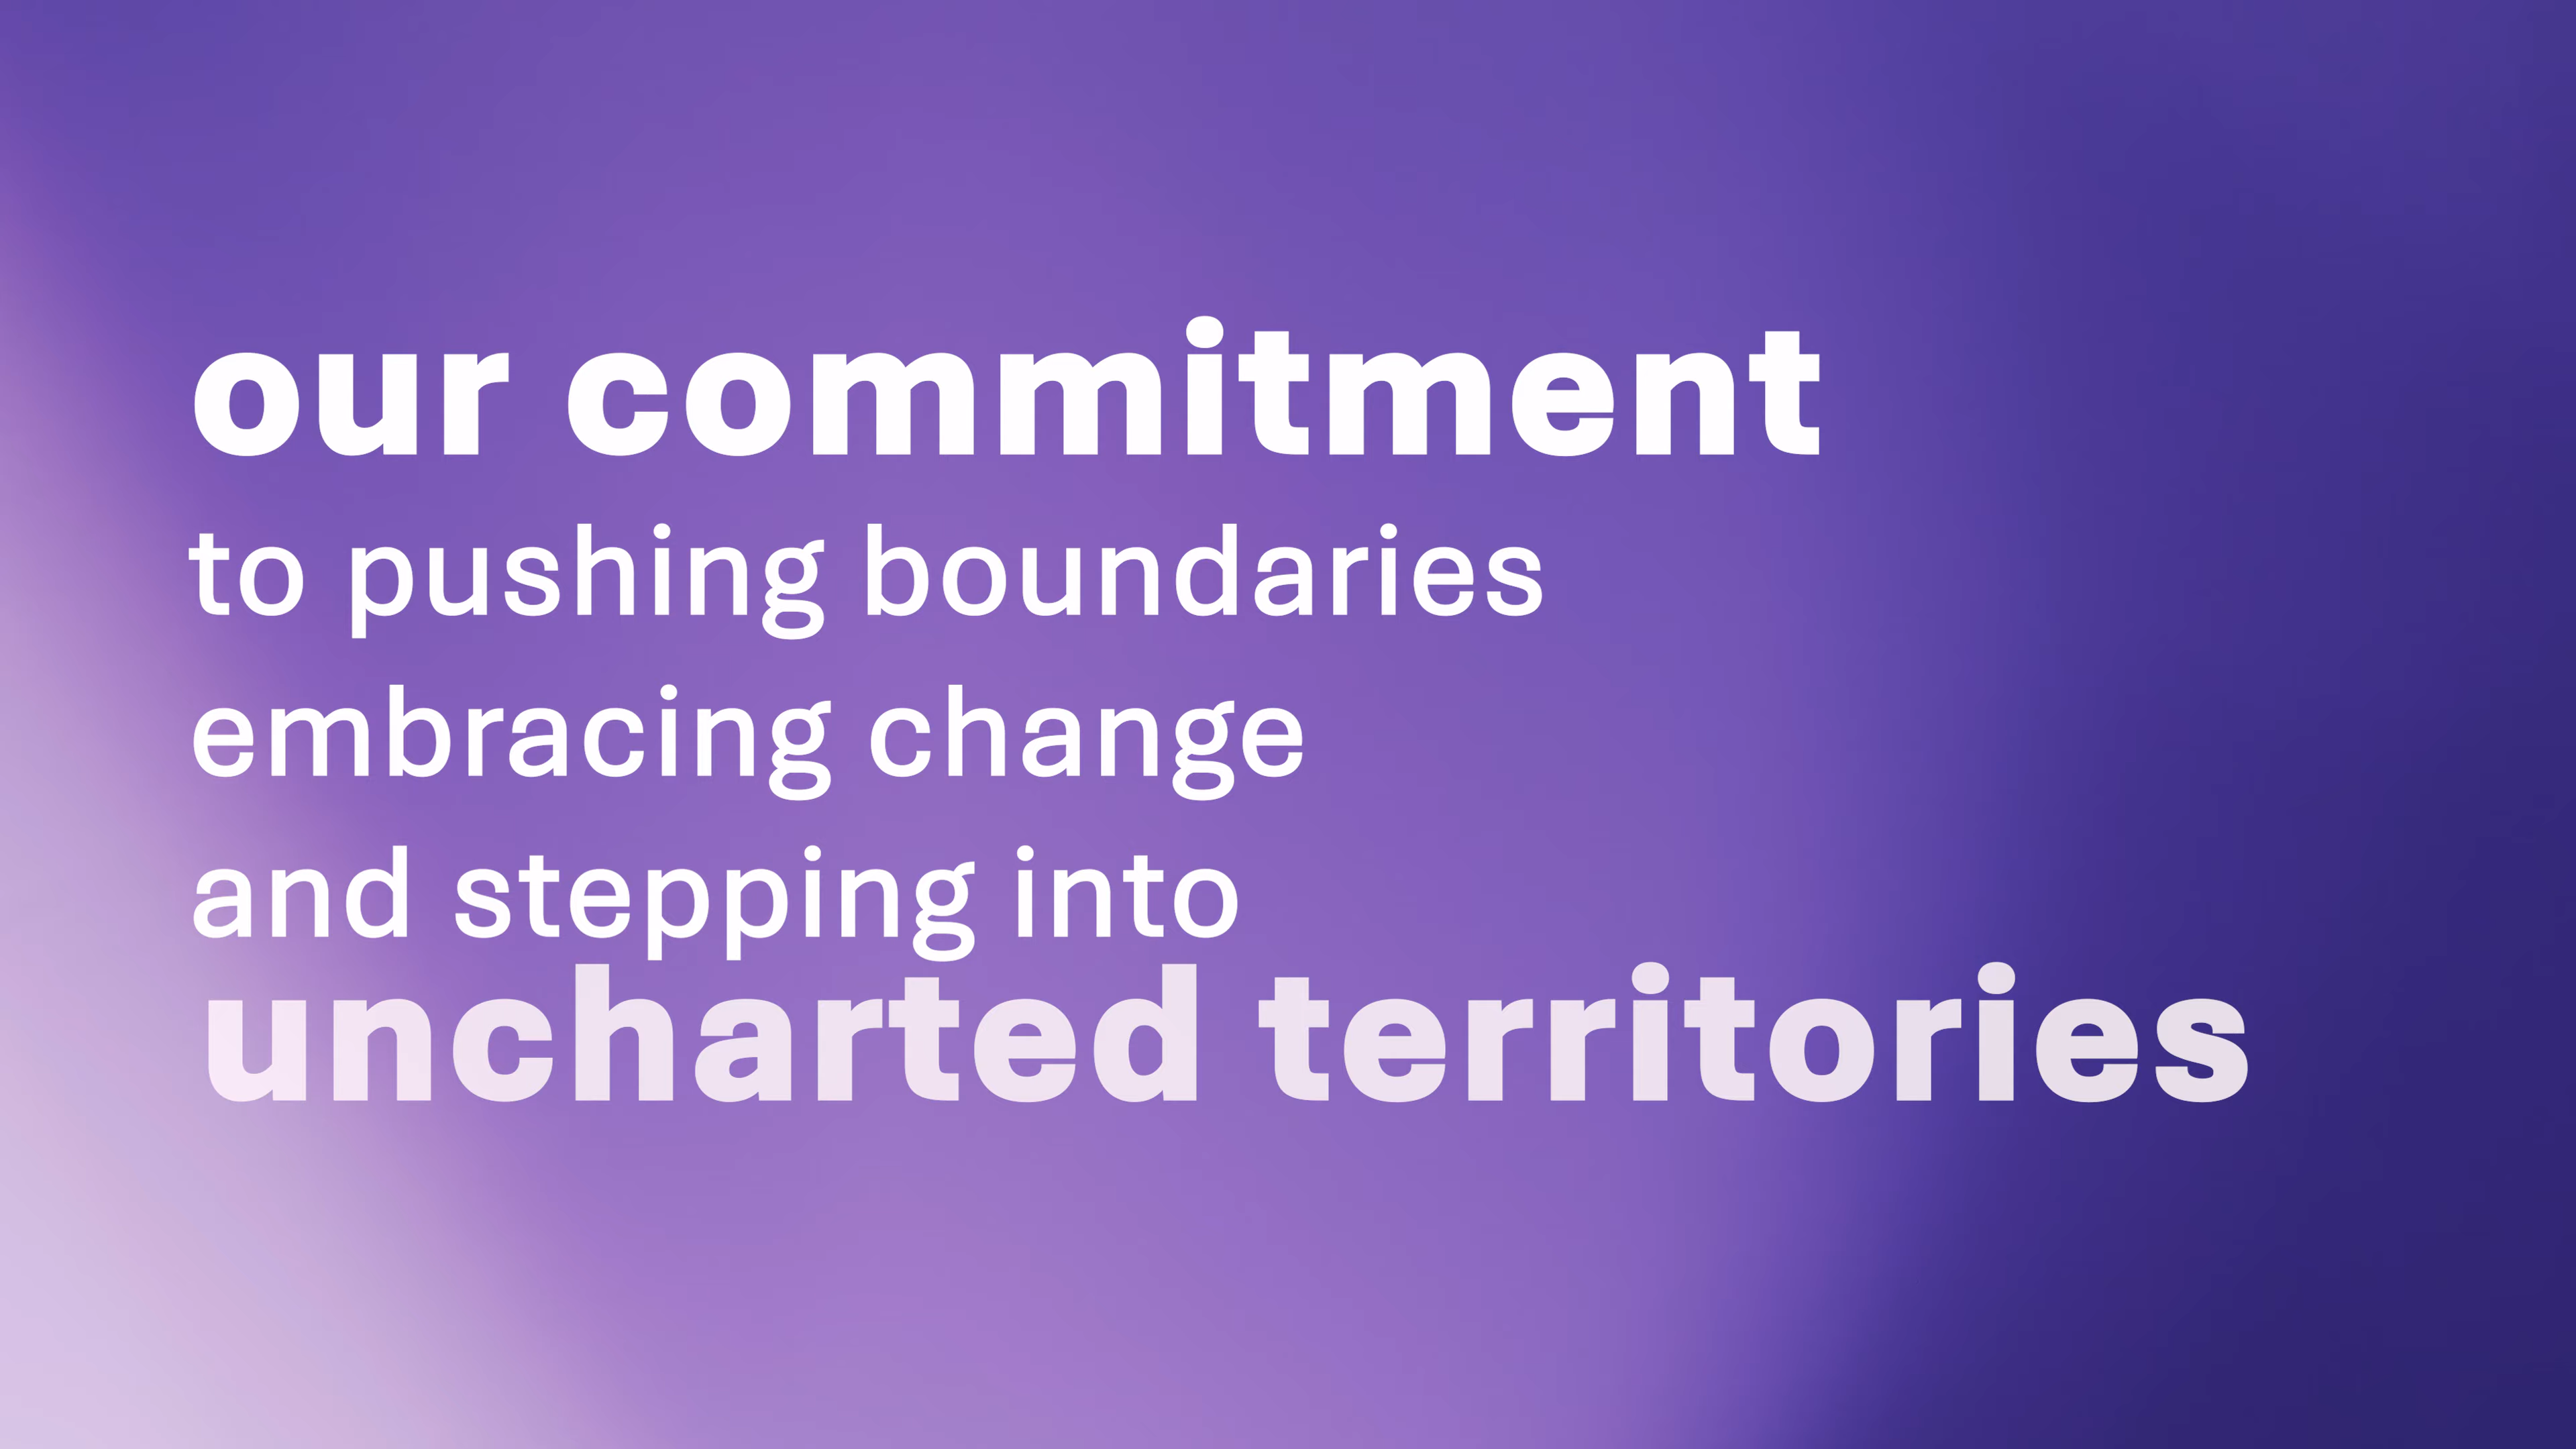 our commitment
to pushing boundaries
embracing change
and stepping into
uncharted territories